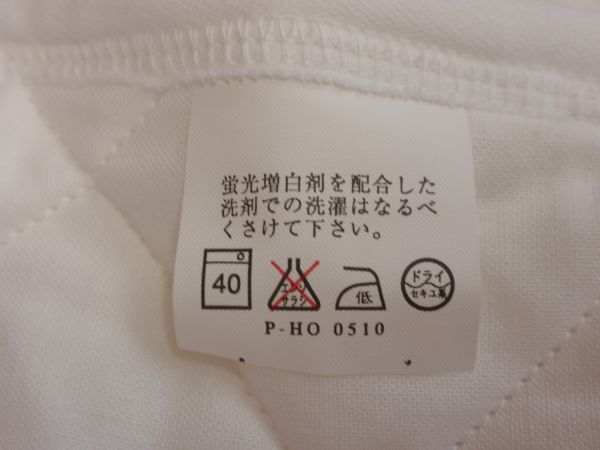 蛍光増白剤を配合した
洗剤での洗濯はなるべ
くさけて下さい。
40 エンソサラシ 低 ドライ セキユ系
P-HO 0510